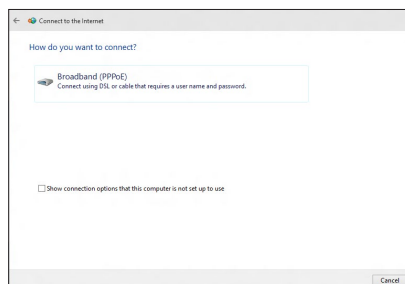 Connect to the Internet
How do you want to connect?
Broadband (PPPoE)
Connect using DSL or cable that requires a user name and password.
Show connection options that this computer is not set up to use
Cancel